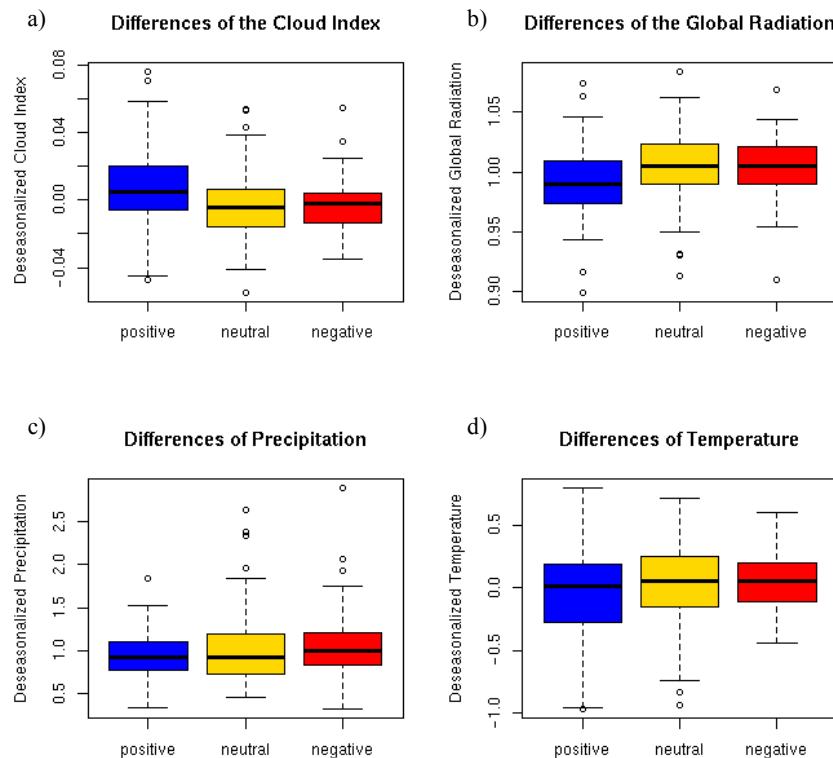 a)
Differences of the Cloud Index
Deseasonalized Cloud Index
0.08
0.04
0.00
−0.04
positive neutral negative
b)
Differences of the Global Radiation
Deseasonalized Global Radiation
1.05
1.00
0.95
0.90
positive neutral negative
c)
Differences of Precipitation
Deseasonalized Precipitation
2.5
2.0
1.5
1.0
0.5
positive neutral negative
d)
Differences of Temperature
Deseasonalized Temperature
0.5
0.0
−0.5
−1.0
positive neutral negative